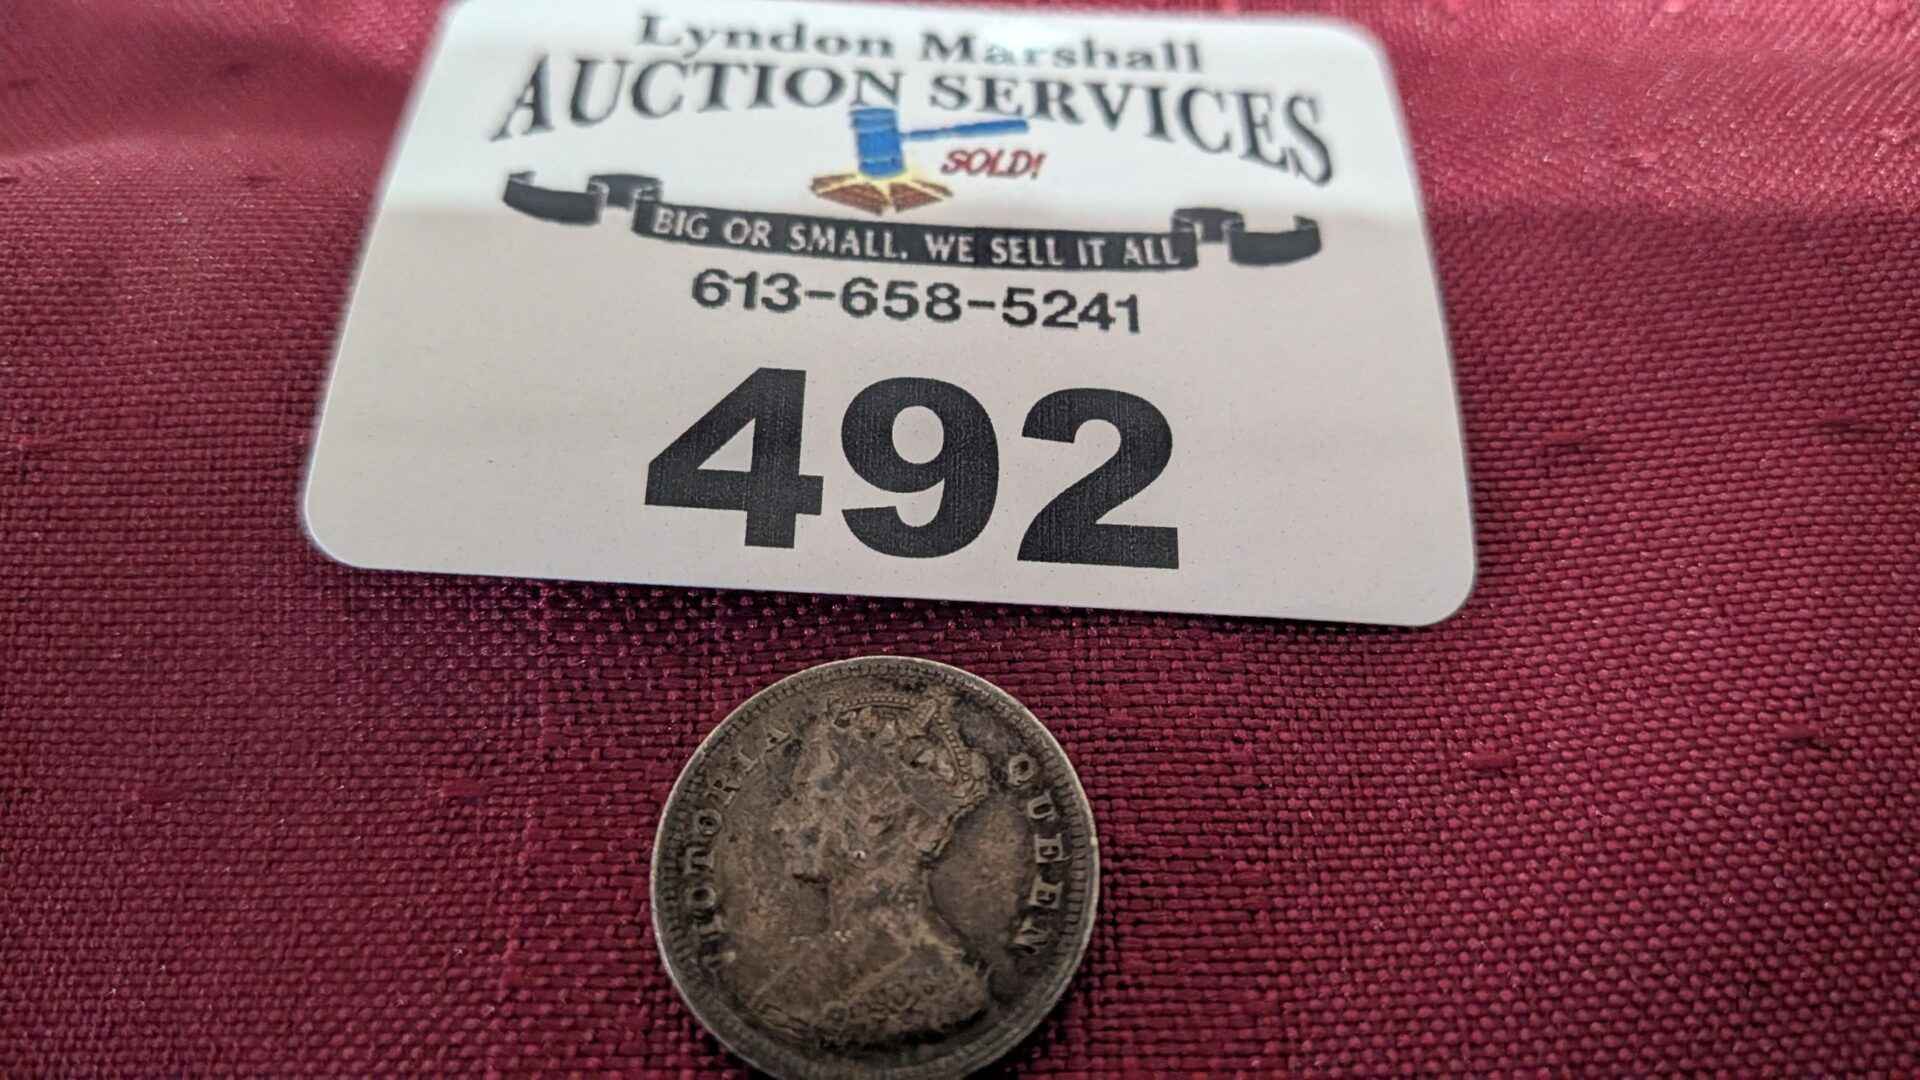 Lyndon Marshall
AUCTION SERVICES
SOLD!
BIG OR SMALL, WE SELL IT ALL
613-658-5241
492
VICTORIA QUEEN